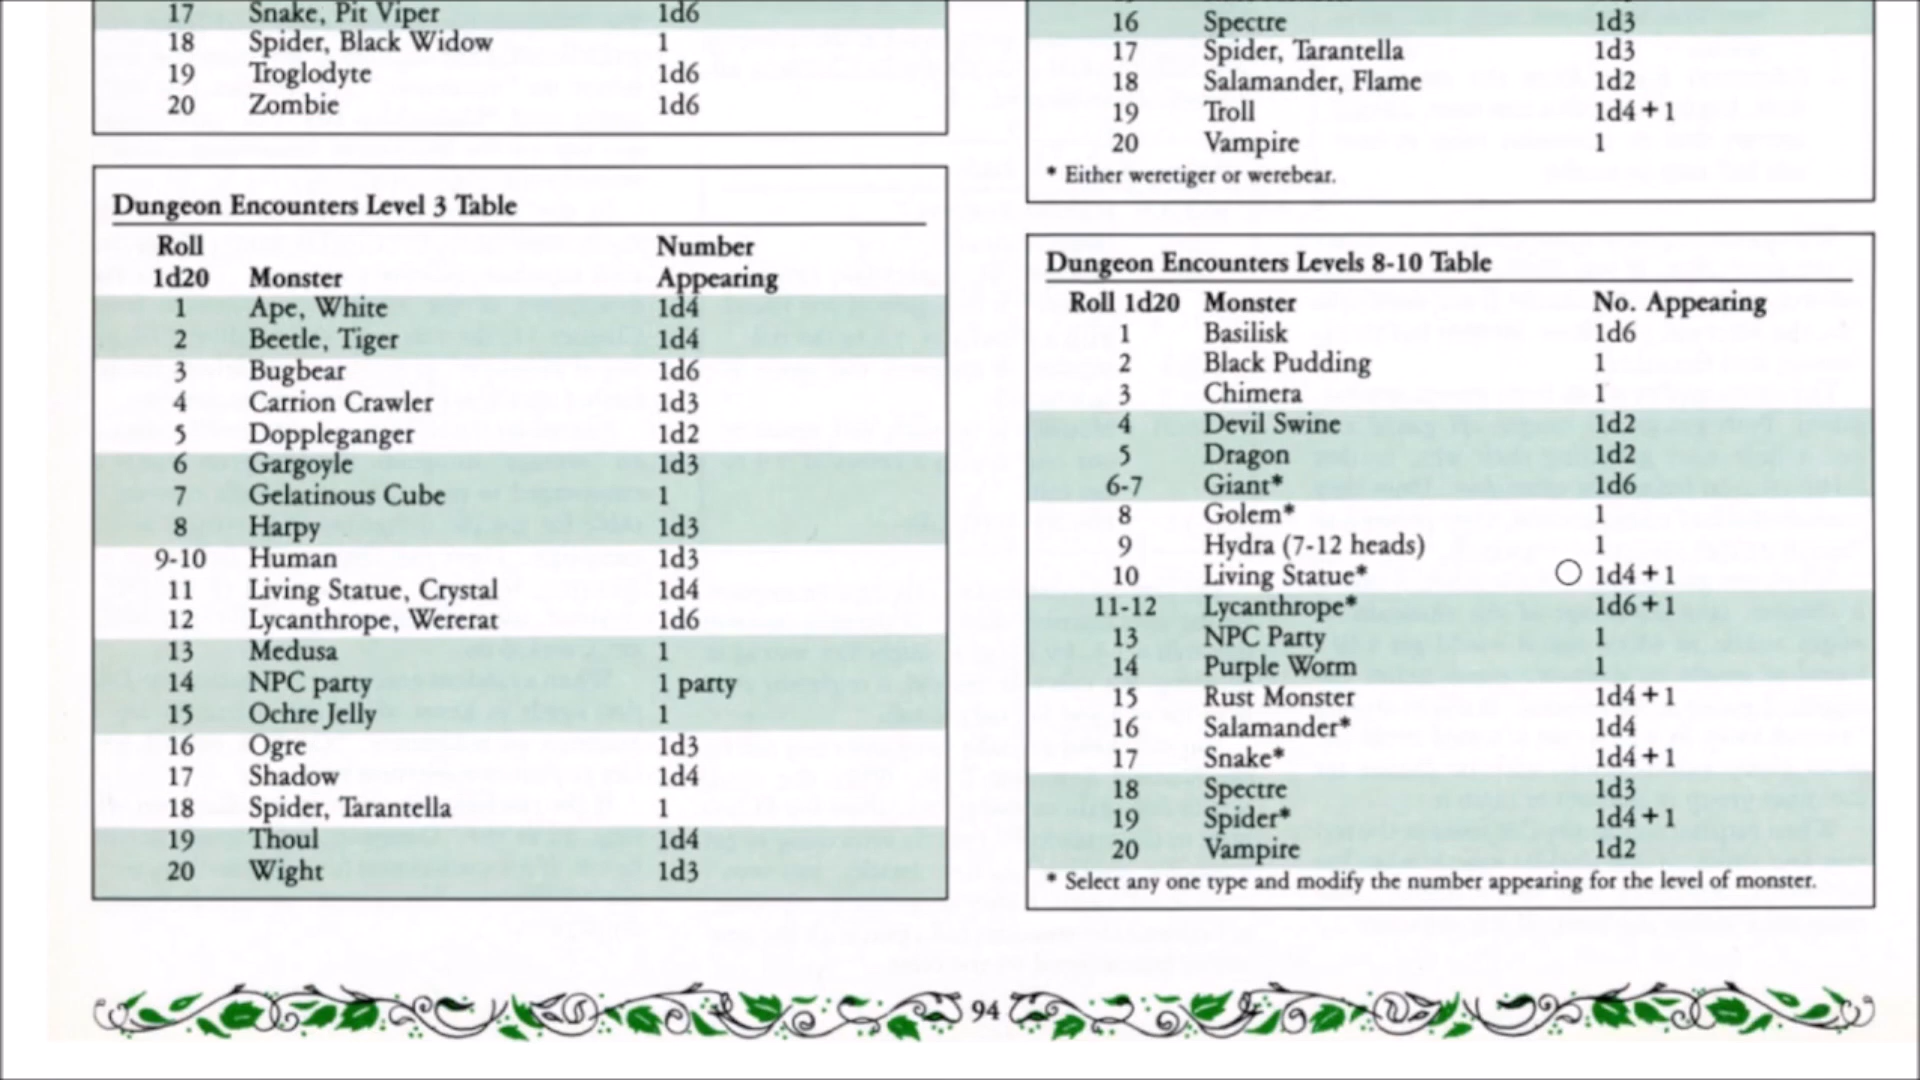 17 Snake, Pit Viper 1d6
18 Spider, Black Widow 1
19 Troglodyte 1d6
20 Zombie 1d6
Dungeon Encounters Level 3 Table
Roll Number
1d20 Monster Appearing
1 Ape, White 1d4
2 Beetle, Tiger 1d4
3 Bugbear 1d6
4 Carrion Crawler 1d3
5 Doppleganger 1d2
6 Gargoyle 1d3
7 Gelatinous Cube 1
8 Harpy 1d3
9-10 Human 1d3
11 Living Statue, Crystal 1d4
12 Lycanthrope, Wererat 1d6
13 Medusa 1
14 NPC party 1 party
15 Ochre Jelly 1
16 Ogre 1d3
17 Shadow 1d4
18 Spider, Tarantella 1
19 Thoul 1d4
20 Wight 1d3
16 Spectre 1d3
17 Spider, Tarantella 1d3
18 Salamander, Flame 1d2
19 Troll 1d4+1
20 Vampire 1
* Either weretiger or werebear.
Dungeon Encounters Levels 8-10 Table
Roll 1d20 Monster No. Appearing
1 Basilisk 1d6
2 Black Pudding 1
3 Chimera 1
4 Devil Swine 1d2
5 Dragon 1d2
6-7 Giant* 1d6
8 Golem* 1
9 Hydra (7-12 heads) 1
10 Living Statue* 1d4+1
11-12 Lycanthrope* 1d6+1
13 NPC Party 1
14 Purple Worm 1
15 Rust Monster 1d4+1
16 Salamander* 1d4
17 Snake* 1d4+1
18 Spectre 1d3
19 Spider* 1d4+1
20 Vampire 1d2
* Select any one type and modify the number appearing for the level of monster.
94